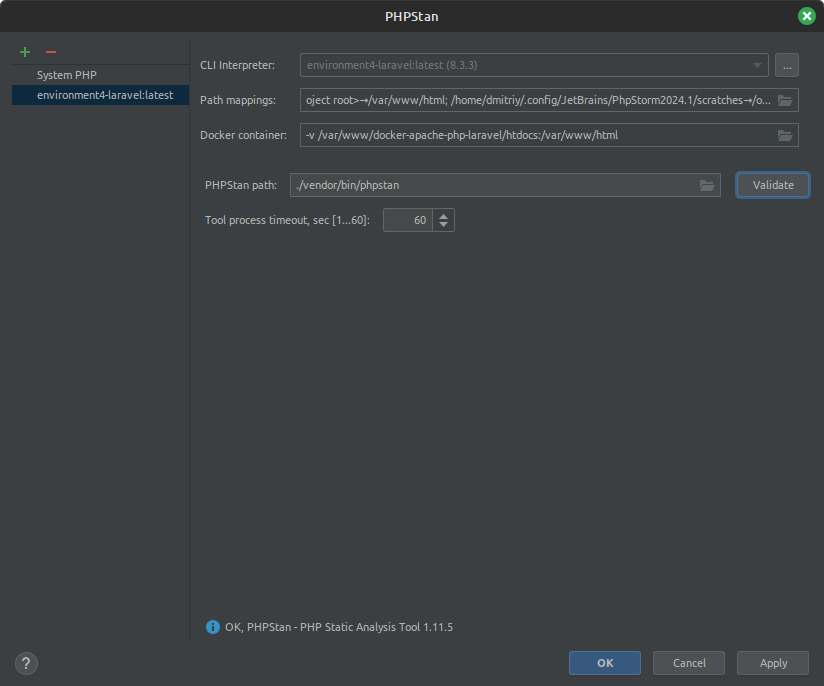 PHPStan
System PHP
environment4-laravel:latest
CLI Interpreter: environment4-laravel:latest (8.3.3) ...
Path mappings: oject root>→/var/www/html; /home/dmitriy/.config/JetBrains/PhpStorm2024.1/scratches→/o...
Docker container: -v /var/www/docker-apache-php-laravel/htdocs:/var/www/html
PHPStan path: ./vendor/bin/phpstan Validate
Tool process timeout, sec [1...60]: 60
OK, PHPStan - PHP Static Analysis Tool 1.11.5
? OK Cancel Apply